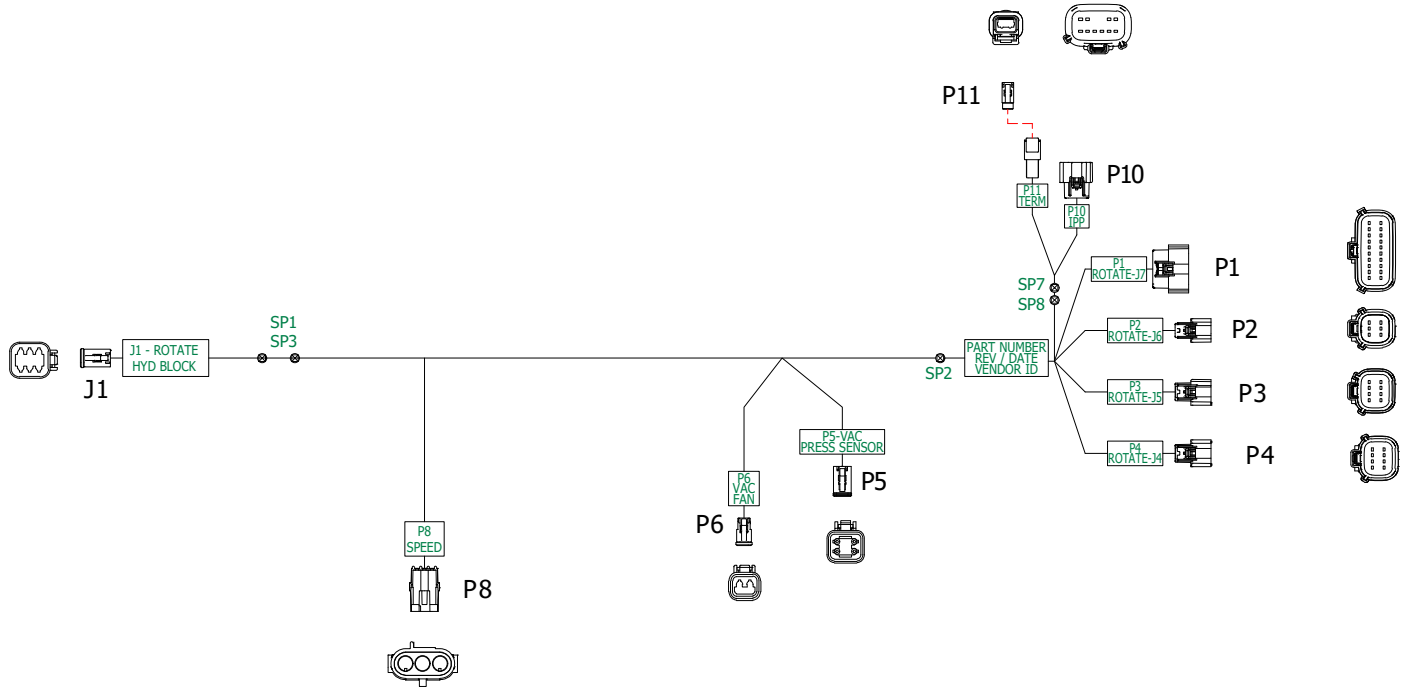 P11
P10
P11
TERM
P10
IPP
P1
ROTATE-J7
P1
SP7
SP8
SP1
SP3
P2
ROTATE-J6
P2
J1 - ROTATE
HYD BLOCK
J1
PART NUMBER
REV / DATE
VENDOR ID
SP2
P3
ROTATE-J5
P3
P5-VAC
PRESS SENSOR
P4
ROTATE-J4
P4
P5
P6
VAC
FAN
P6
P8
SPEED
P8